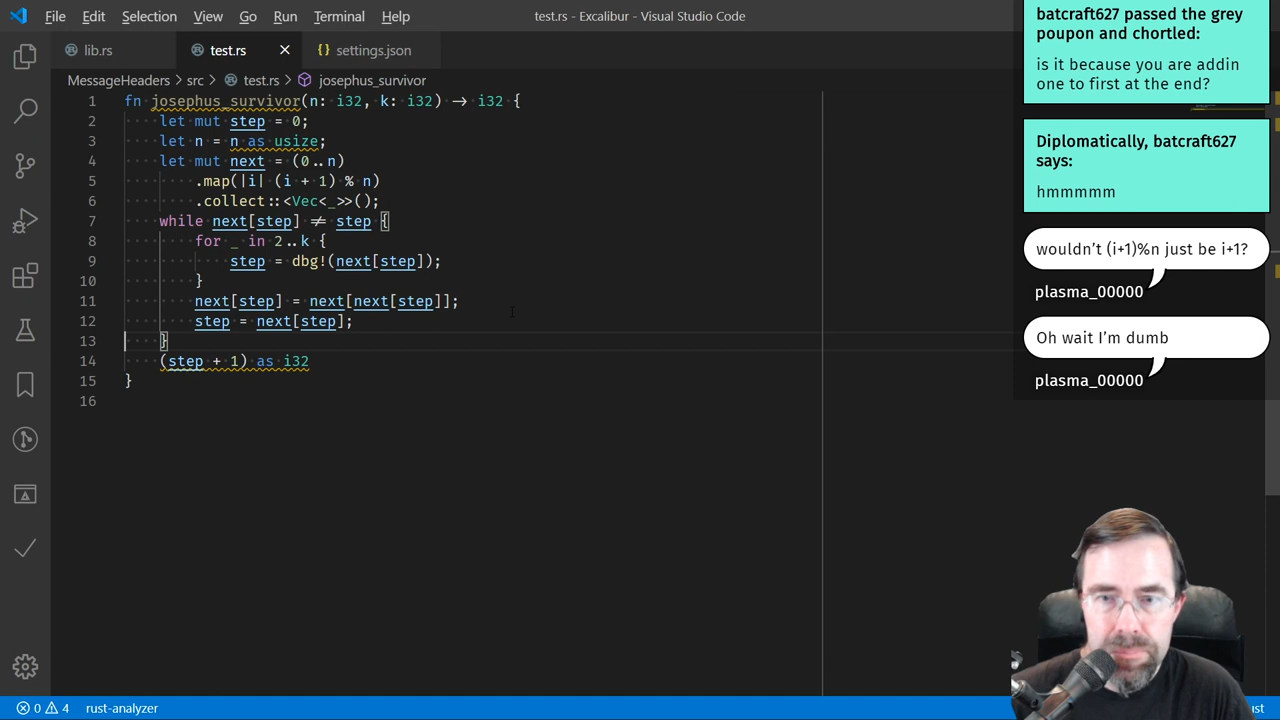 File Edit Selection View Go Run Terminal Help
test.rs - Excalibur - Visual Studio Code
lib.rs
test.rs
{} settings.json
MessageHeaders > src > test.rs > josephus_survivor
1 fn josephus_survivor(n: i32, k: i32) -> i32 {
2 let mut step = 0;
3 let n = n as usize;
4 let mut next = (0..n)
5 .map(|i| (i + 1) % n)
6 .collect::<Vec<_>>();
7 while next[step] != step {
8 for _ in 2..k {
9 step = dbg!(next[step]);
10 }
11 next[step] = next[next[step]];
12 step = next[step];
13 }
14 (step + 1) as i32
15 }
16
batcraft627 passed the grey
poupon and chortled:
is it because you are addin
one to first at the end?
Diplomatically, batcraft627
says:
hmmmmm
wouldn't (i+1)%n just be i+1?
plasma_00000
Oh wait I'm dumb
plasma_00000
0 4 rust-analyzer